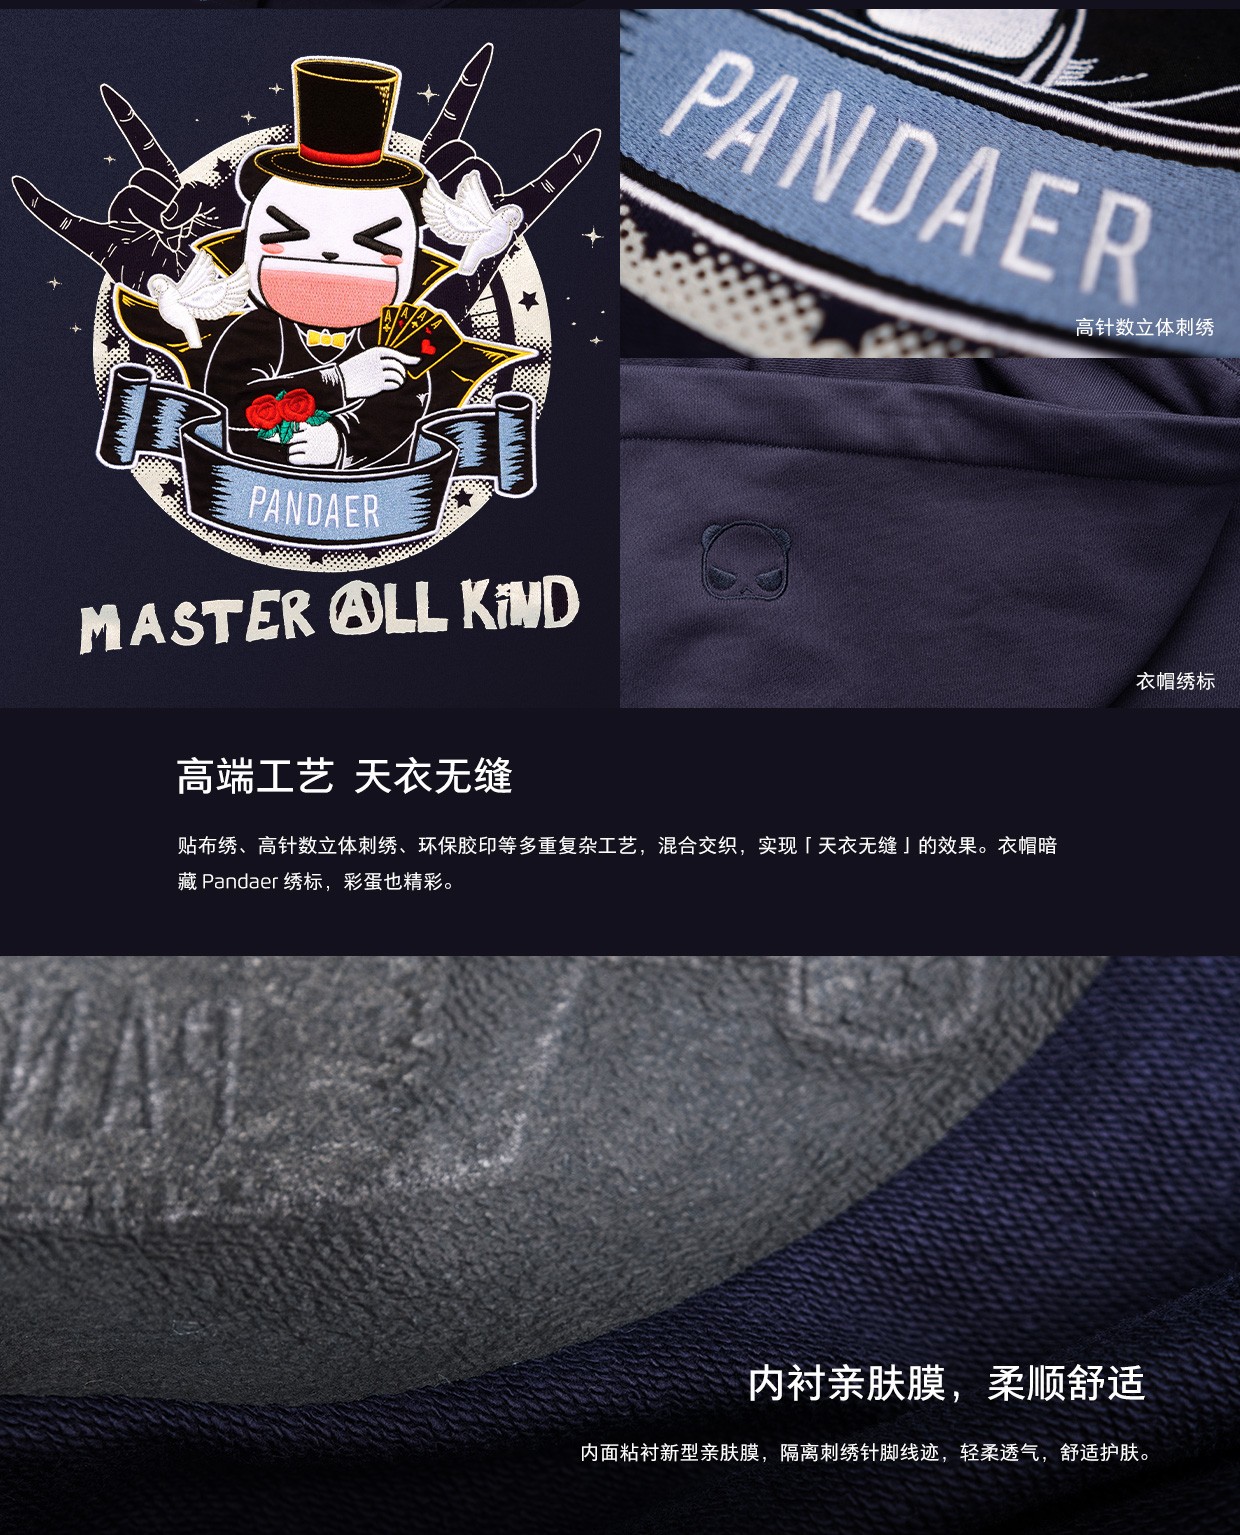 PANDAER
MASTER ALL KiND
PANDAER
高针数立体刺绣
衣帽绣标
高端工艺 天衣无缝
贴布绣、高针数立体刺绣、环保胶印等多重复杂工艺，混合交织，实现「天衣无缝」的效果。衣帽暗
藏 Pandaer 绣标，彩蛋也精彩。
内衬亲肤膜，柔顺舒适
内面粘衬新型亲肤膜，隔离刺绣针脚线迹，轻柔透气，舒适护肤。